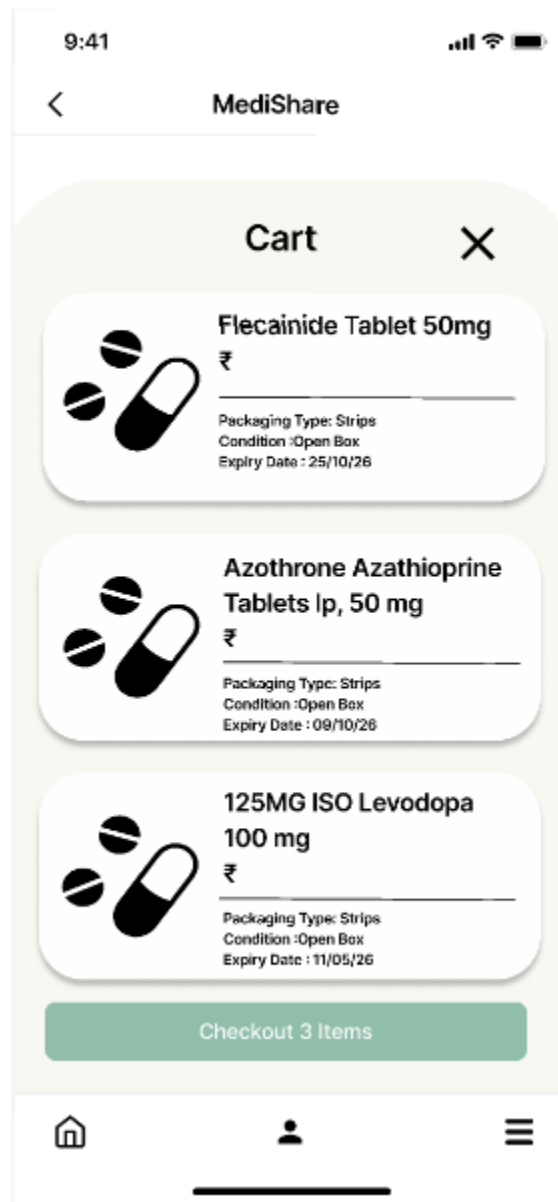 9:41
MediShare
Cart
Flecainide Tablet 50mg
₹
Packaging Type: Strips
Condition :Open Box
Expiry Date : 25/10/26
Azothrone Azathioprine
Tablets Ip, 50 mg
₹
Packaging Type: Strips
Condition :Open Box
Expiry Date : 09/10/26
125MG ISO Levodopa
100 mg
₹
Packaging Type: Strips
Condition :Open Box
Expiry Date : 11/05/26
Checkout 3 Items